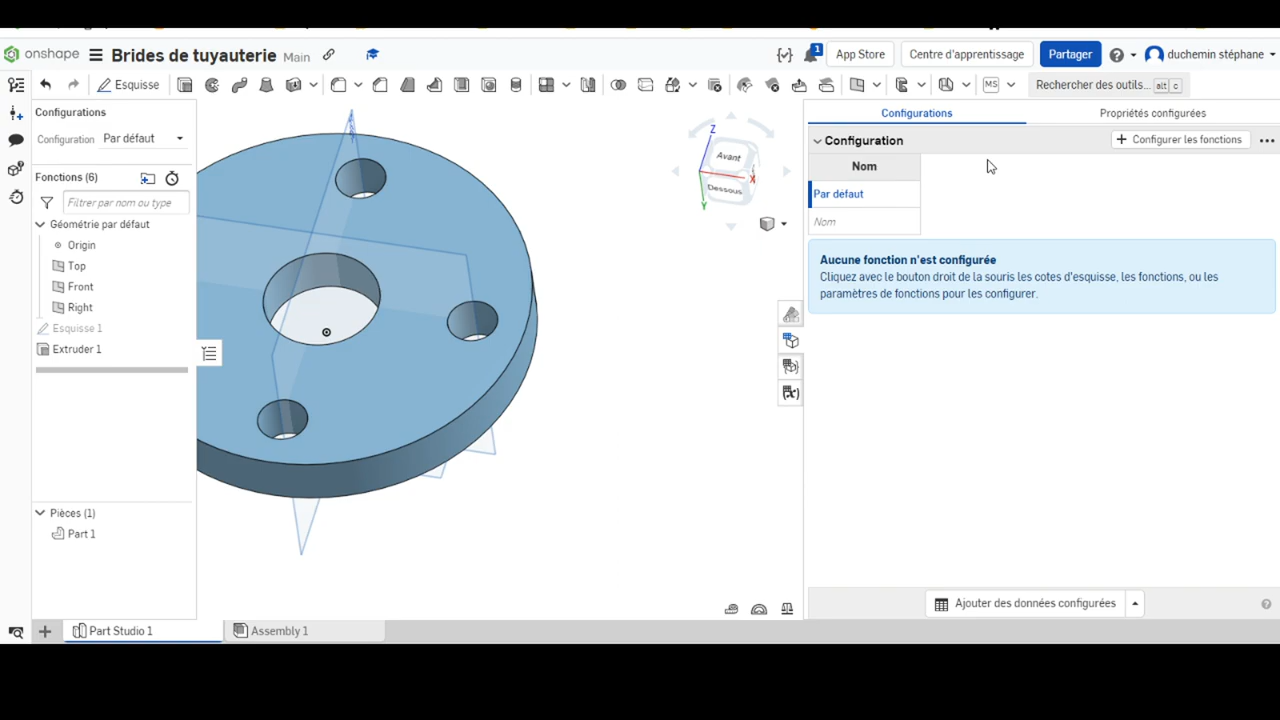 onshape Brides de tuyauterie Main
1 App Store Centre d'apprentissage Partager duchemin stéphane
Esquisse MS Rechercher des outils... alt c
Configurations
Configuration Par défaut
Fonctions (6)
Filtrer par nom ou type
Géométrie par défaut
Origin
Top
Front
Right
Esquisse 1
Extruder 1
Pièces (1)
Part 1
Z
Avant
X
Dessous
Y
Configurations Propriétés configurées
Configuration + Configurer les fonctions
Nom
Par défaut
Nom
Aucune fonction n'est configurée
Cliquez avec le bouton droit de la souris les cotes d'esquisse, les fonctions, ou les
paramètres de fonctions pour les configurer.
Ajouter des données configurées
Part Studio 1 Assembly 1